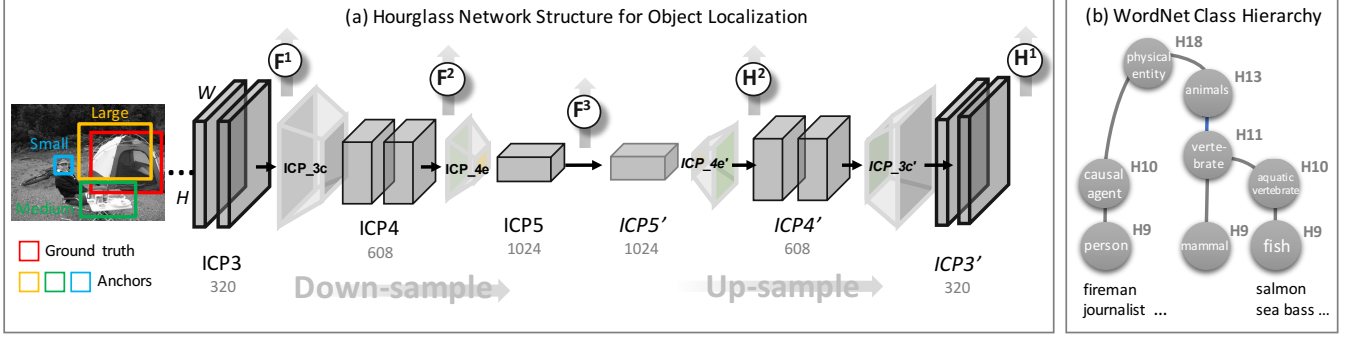 (a) Hourglass Network Structure for Object Localization
F¹
F²
F³
H²
H¹
W
H
Large
Small
Medium
ICP_3c
ICP_4e
ICP_4e'
ICP_3c'
ICP3
320
ICP4
608
ICP5
1024
ICP5'
1024
ICP4'
608
ICP3'
320
Ground truth
Anchors
Down-sample
Up-sample
(b) WordNet Class Hierarchy
H18
physical
entity
H13
animals
H11
verte-
brate
H10
causal
agent
H10
aquatic
vertebrate
H9
person
H9
mammal
H9
fish
fireman
journalist ...
salmon
sea bass ...